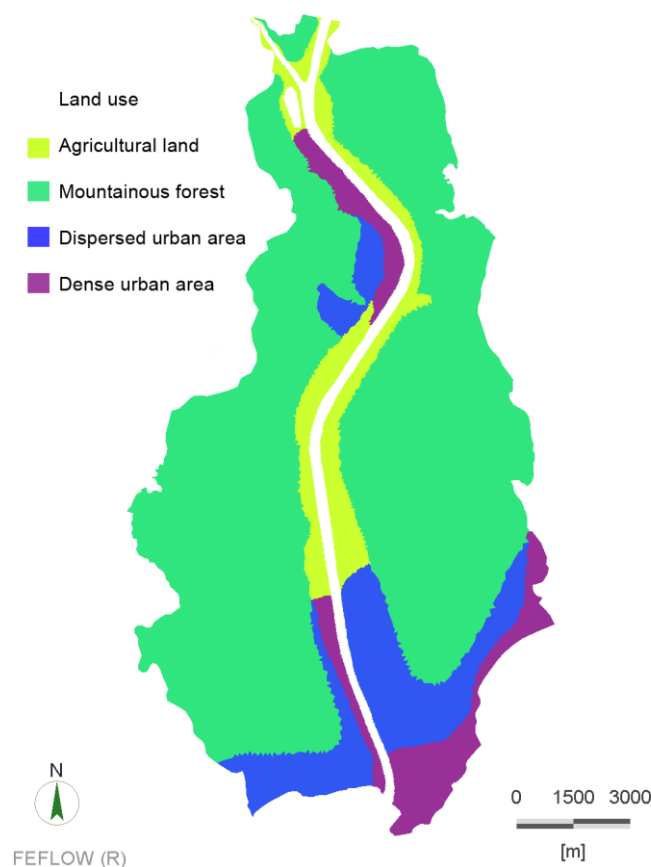 Land use
Agricultural land
Mountainous forest
Dispersed urban area
Dense urban area
N
0 1500 3000
[m]
FEFLOW (R)